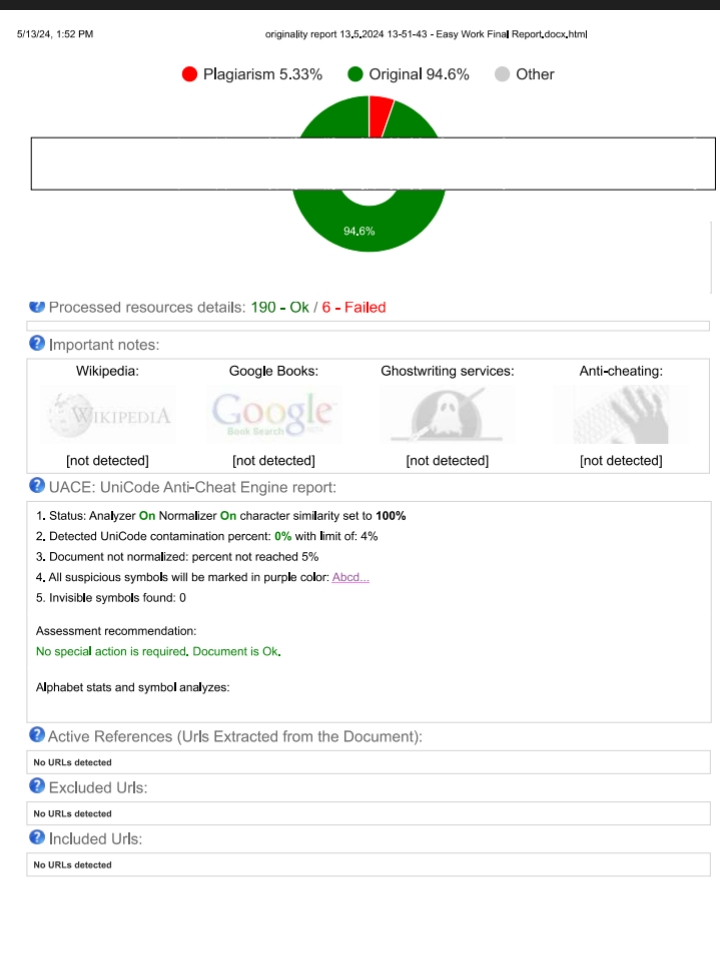 5/13/24, 1:52 PM originality report 13.5.2024 13-51-43 - Easy Work Final Report.docx.html
Plagiarism 5.33% Original 94.6% Other
94,6%
Processed resources details: 190 - Ok / 6 - Failed
Important notes:
Wikipedia: Google Books: Ghostwriting services: Anti-cheating:
WIKIPEDIA Google
Book Search BETA
[not detected] [not detected] [not detected] [not detected]
UACE: UniCode Anti-Cheat Engine report:
1. Status: Analyzer On Normalizer On character similarity set to 100%
2. Detected UniCode contamination percent: 0% with limit of: 4%
3. Document not normalized: percent not reached 5%
4. All suspicious symbols will be marked in purple color: Abcd...
5. Invisible symbols found: 0
Assessment recommendation:
No special action is required. Document is Ok.
Alphabet stats and symbol analyzes:
Active References (Urls Extracted from the Document):
No URLs detected
Excluded Urls:
No URLs detected
Included Urls:
No URLs detected